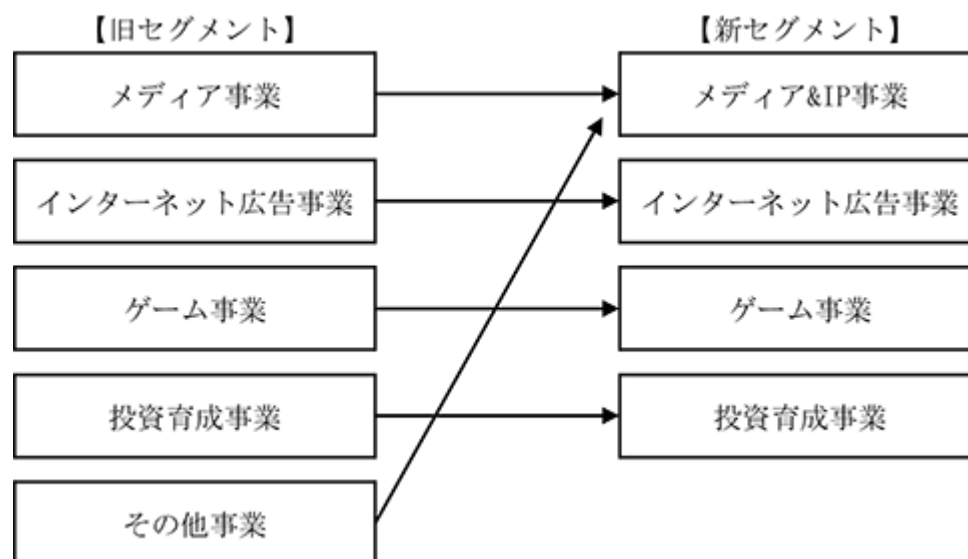 【旧セグメント】
【新セグメント】
メディア事業
メディア&IP事業
インターネット広告事業
インターネット広告事業
ゲーム事業
ゲーム事業
投資育成事業
投資育成事業
その他事業